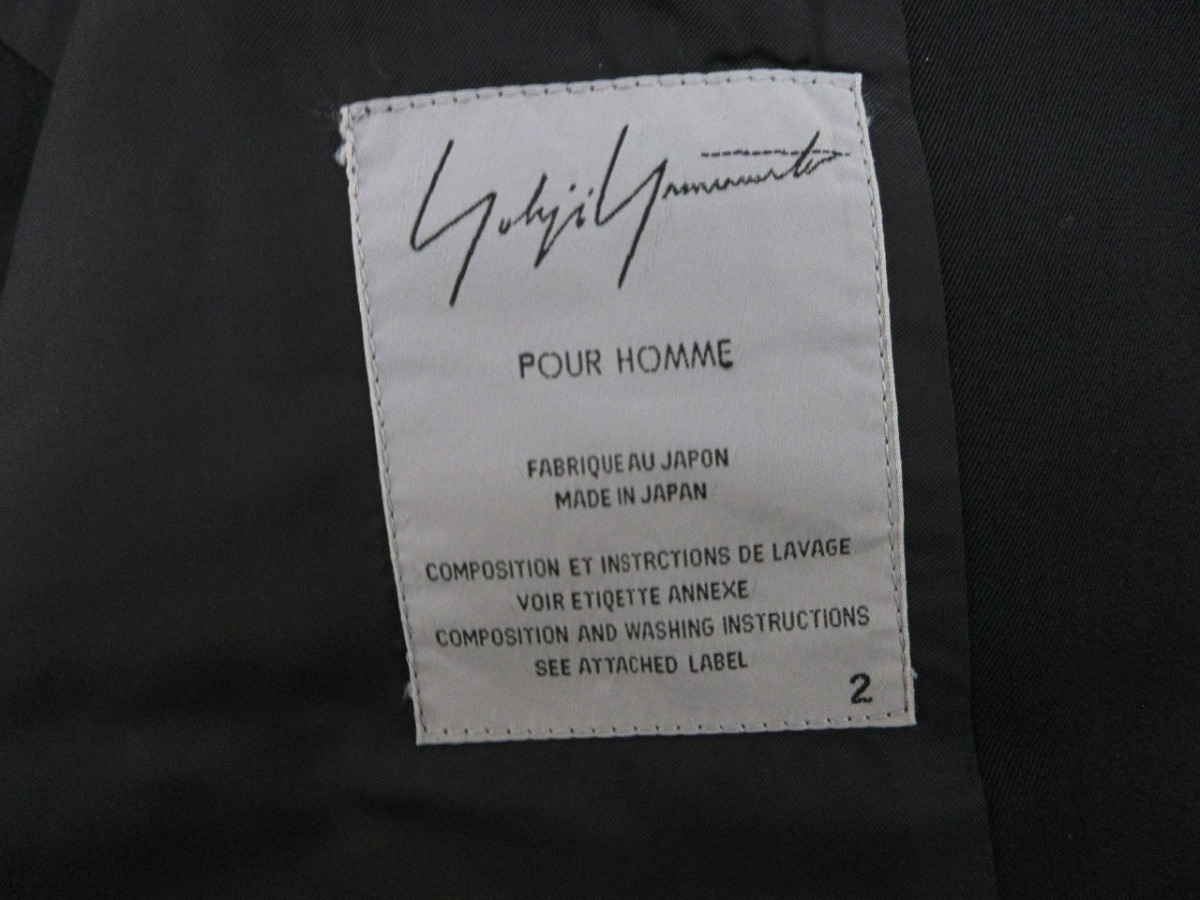 Yohji Yamamoto
POUR HOMME
FABRIQUE AU JAPON
MADE IN JAPAN
COMPOSITION ET INSTRCTIONS DE LAVAGE
VOIR ETIQETTE ANNEXE
COMPOSITION AND WASHING INSTRUCTIONS
SEE ATTACHED LABEL
2